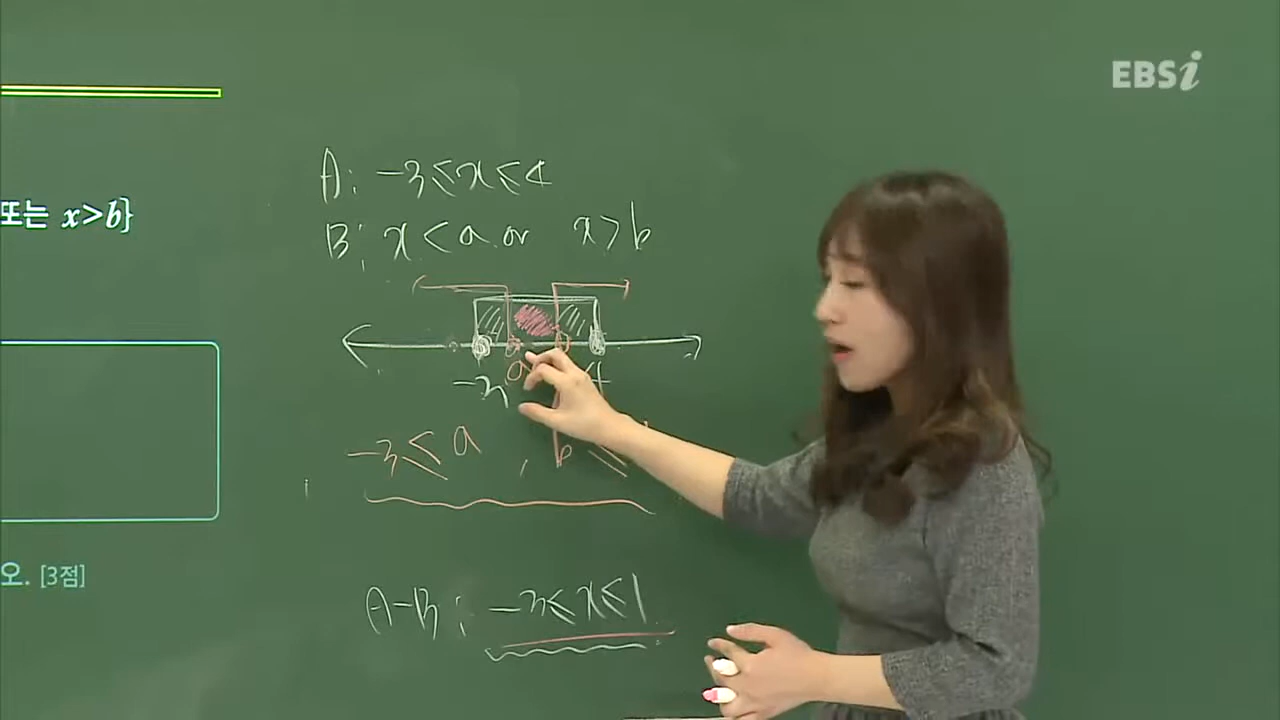 EBSi
A: -3≤x≤4
또는 x>b}
B: x<a or x>b
-3 a 4
-3≤a , b≤
오. [3점]
A-B: -3≤x≤1